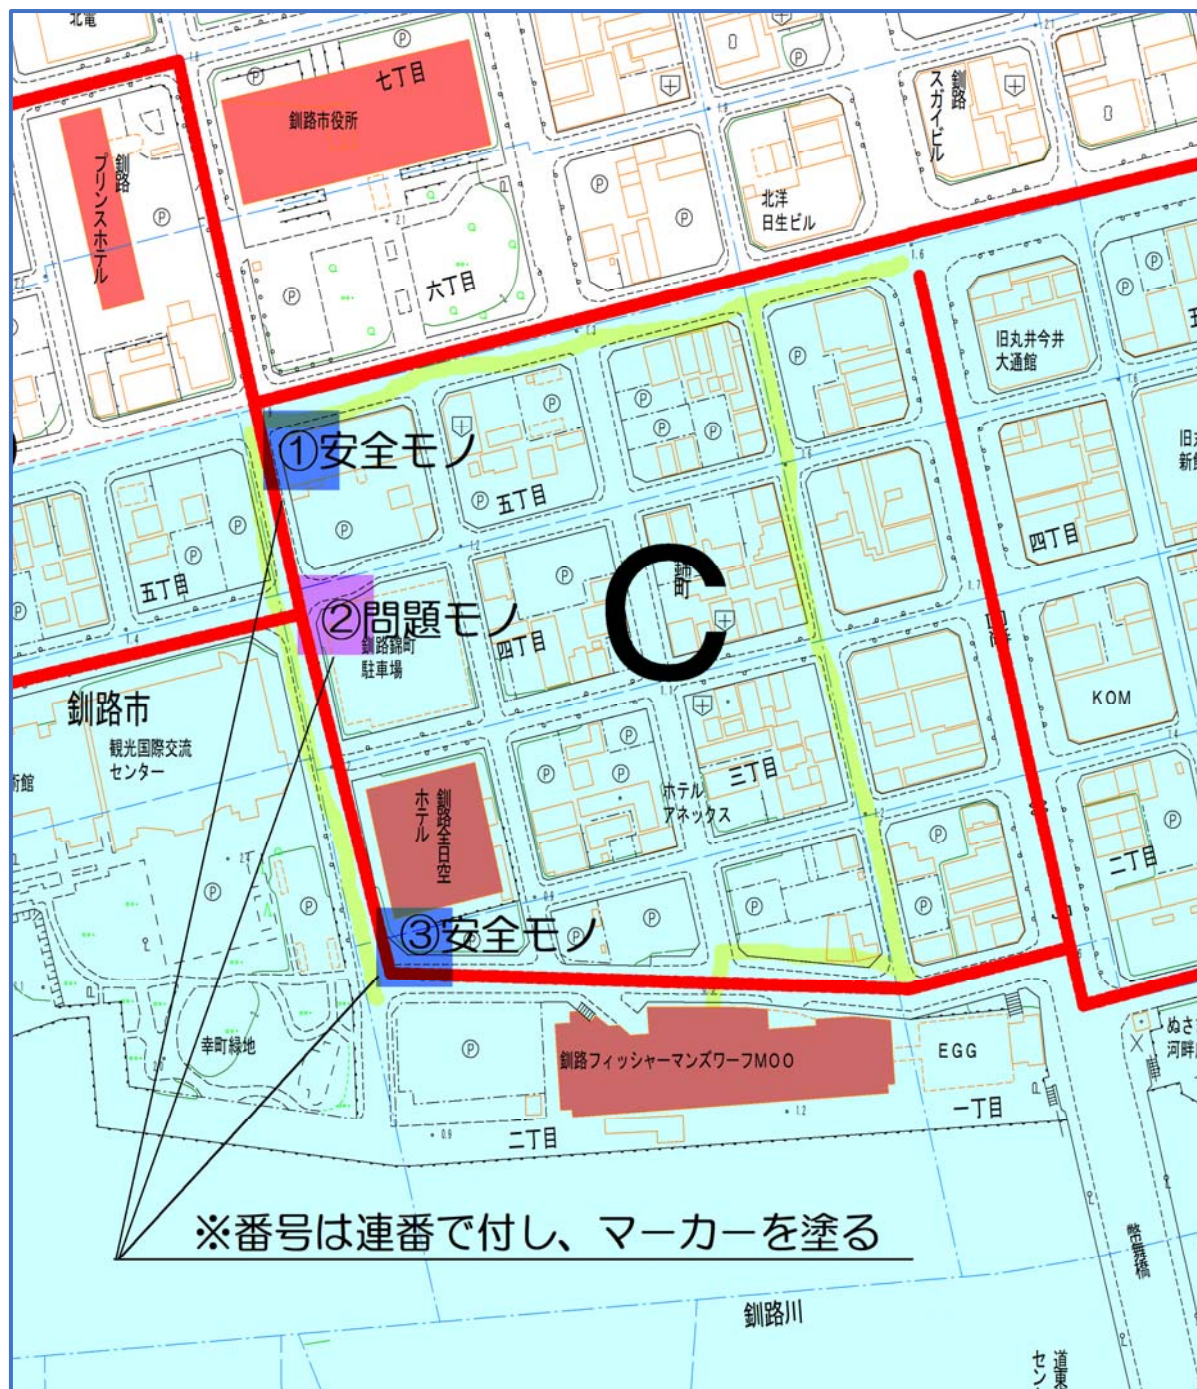 北電
七丁目
釧路市役所
釧路
プリンスホテル
釧路
スガイビル
北洋
日生ビル
六丁目
旧丸井今井
大通館
①安全モノ
五丁目
五丁目
四丁目
錦町
C
②問題モノ
釧路錦町
駐車場
四丁目
KOM
釧路市
観光国際交流
センター
術館
釧路全日空
ホテル
ホテル
アネックス
三丁目
二丁目
③安全モノ
幸町緑地
釧路フィッシャーマンズワーフMOO
EGG
一丁目
二丁目
※番号は連番で付し、マーカーを塗る
幣舞橋
釧路川